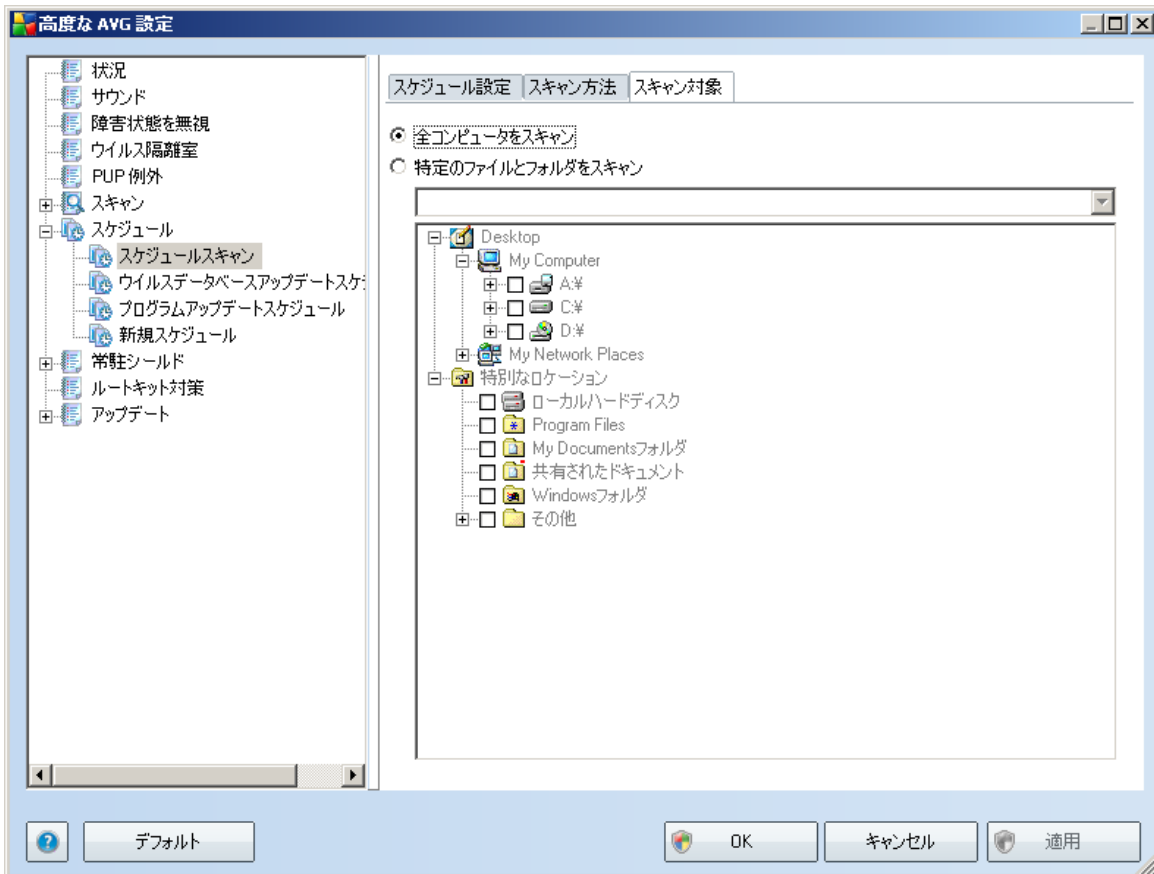 高度な AVG 設定
状況
サウンド
障害状態を無視
ウイルス隔離室
PUP 例外
スキャン
スケジュール
スケジュールスキャン
ウイルスデータベースアップデートスケ
プログラムアップデートスケジュール
新規スケジュール
常駐シールド
ルートキット対策
アップデート
スケジュール設定
スキャン方法
スキャン対象
全コンピュータをスキャン
特定のファイルとフォルダをスキャン
Desktop
My Computer
A:¥
C:¥
D:¥
My Network Places
特別なロケーション
ローカルハードディスク
Program Files
My Documentsフォルダ
共有されたドキュメント
Windowsフォルダ
その他
デフォルト
OK
キャンセル
適用